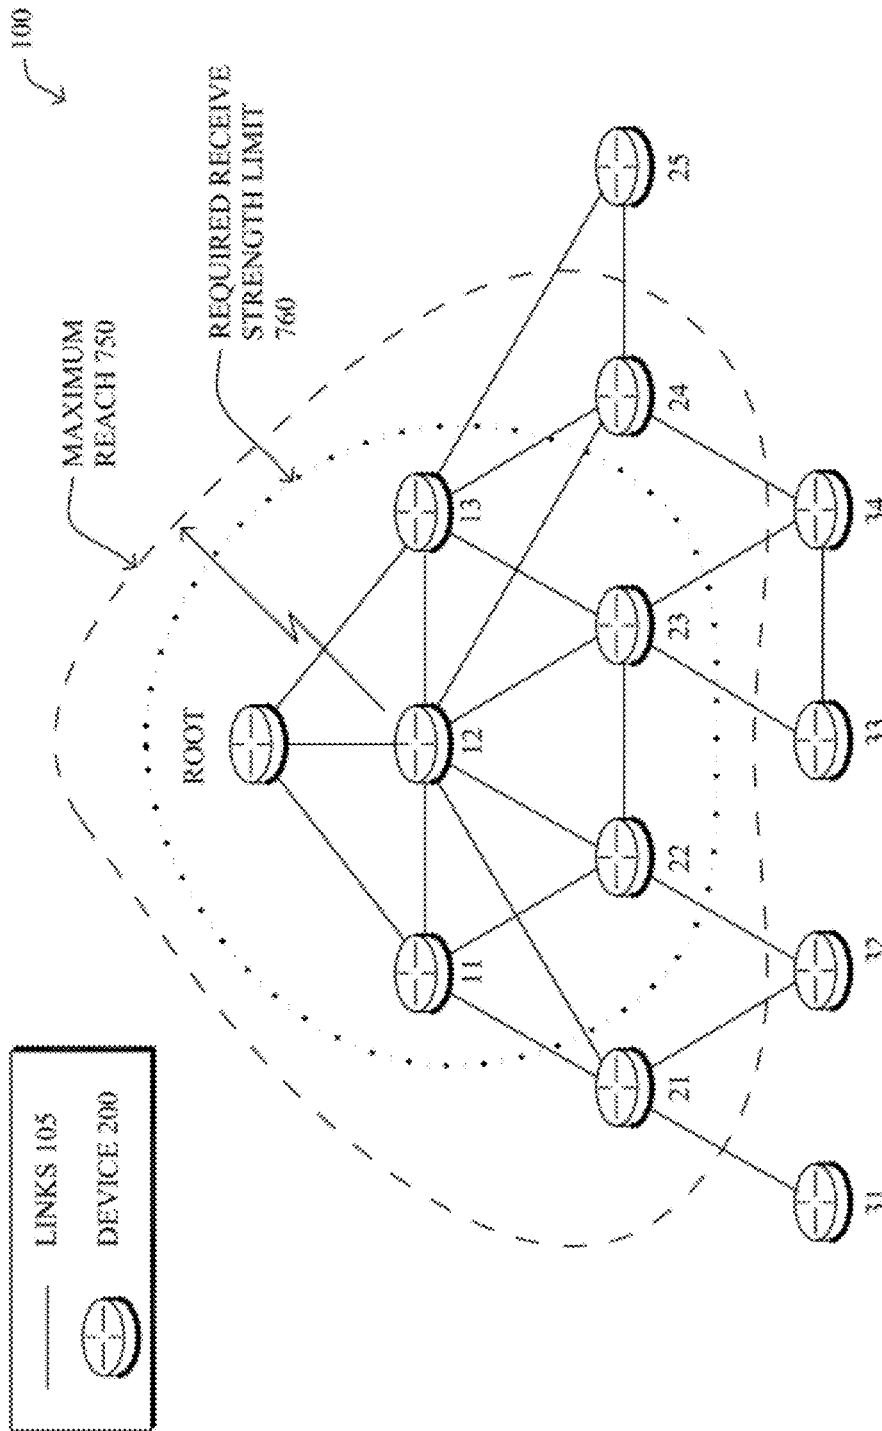 100
MAXIMUM
REACH 750
REQUIRED RECEIVE
STRENGTH LIMIT
760
LINKS 105
DEVICE 200
ROOT
11
12
13
21
22
23
24
25
31
32
33
34